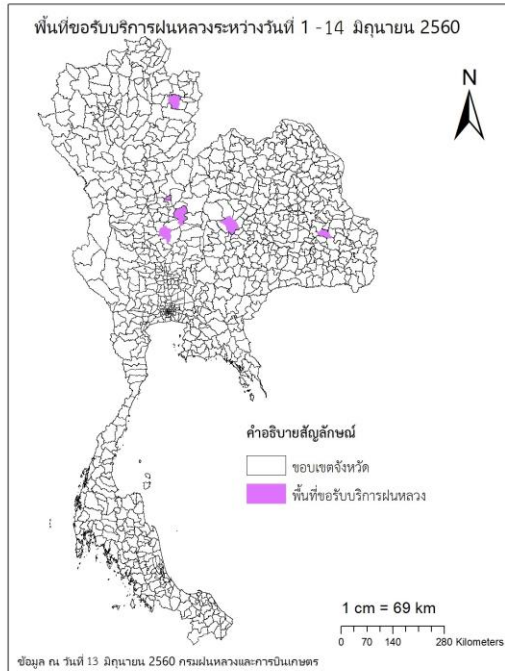 พื้นที่ขอรับบริการฝนหลวงระหว่างวันที่ 1 -14 มิถุนายน 2560
N
คำอธิบายสัญลักษณ์
ขอบเขตจังหวัด
พื้นที่ขอรับบริการฝนหลวง
1 cm = 69 km
0 70 140 280 Kilometers
ข้อมูล ณ วันที่ 13 มิถุนายน 2560 กรมฝนหลวงและการบินเกษตร